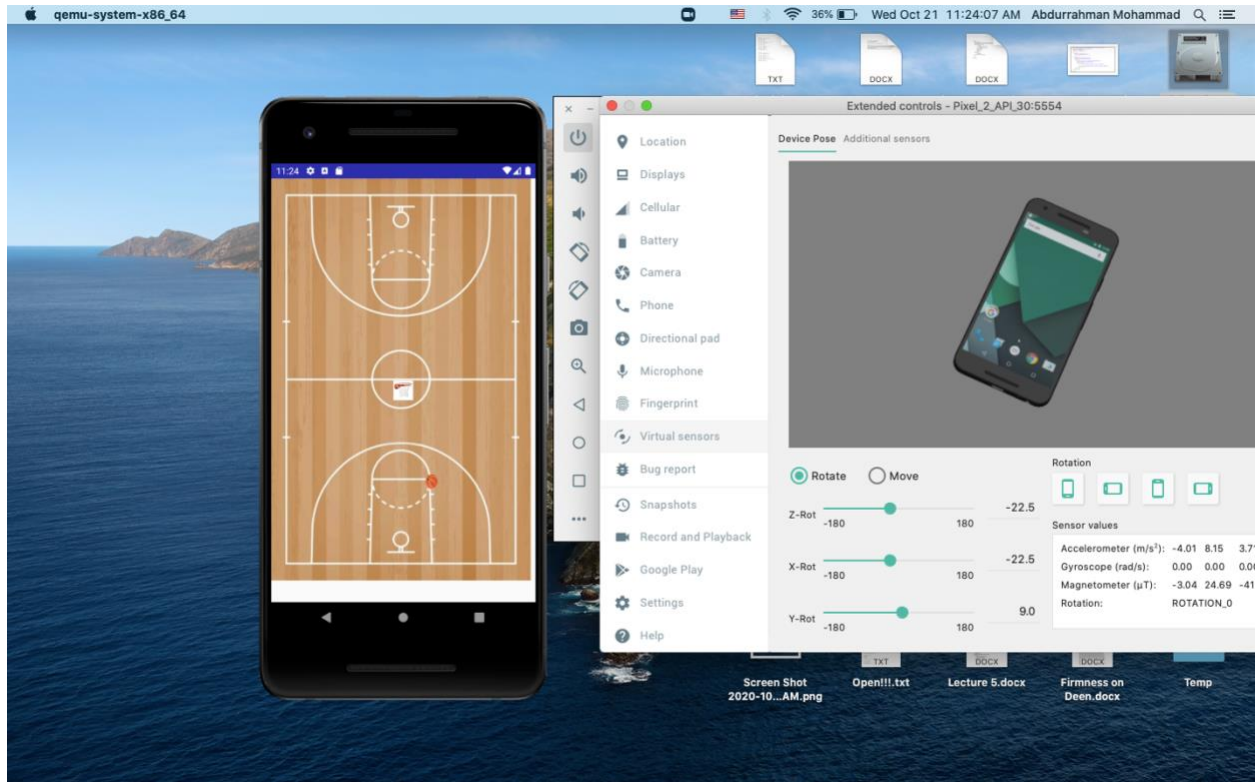 qemu-system-x86_64
36%
Wed Oct 21 11:24:07 AM
Abdurrahman Mohammad
TXT
DOCX
DOCX
Extended controls - Pixel_2_API_30:5554
11:24
Location
Displays
Cellular
Battery
Camera
Phone
Directional pad
Microphone
Fingerprint
Virtual sensors
Bug report
Snapshots
Record and Playback
Google Play
Settings
Help
Device Pose
Additional sensors
Rotate
Move
Z-Rot
-180
180
-22.5
X-Rot
-180
180
-22.5
Y-Rot
-180
180
9.0
Rotation
Sensor values
Accelerometer (m/s²): -4.01 8.15
Gyroscope (rad/s): 0.00 0.00
Magnetometer (μT): -3.04 24.69
Rotation: ROTATION_0
TXT
DOCX
DOCX
Screen Shot
2020-10...AM.png
Open!!!.txt
Lecture 5.docx
Firmness on
Deen.docx
Temp